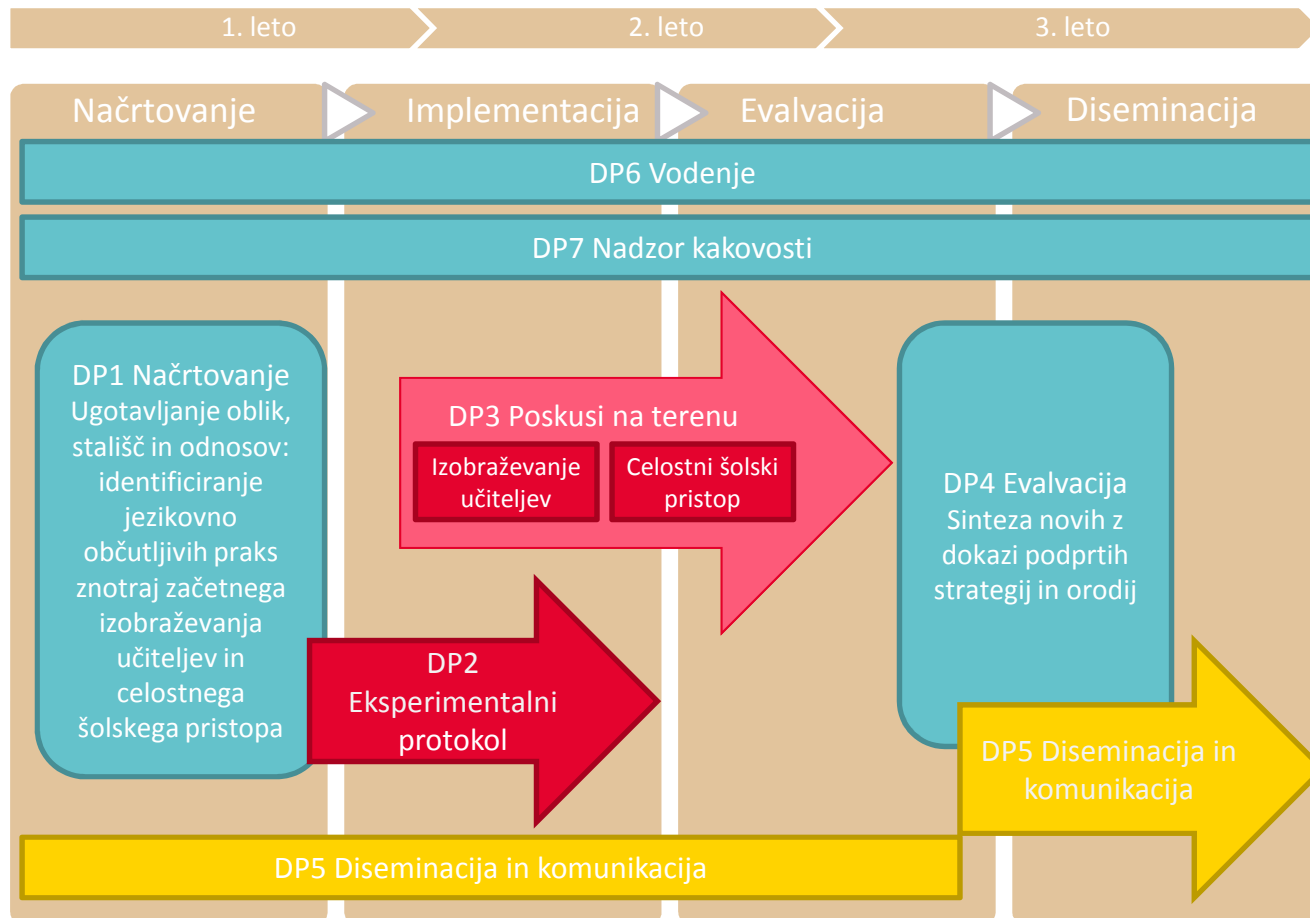 1. leto
2. leto
3. leto
Načrtovanje
Implementacija
Evalvacija
Diseminacija
DP6 Vodenje
DP7 Nadzor kakovosti
DP1 Načrtovanje
Ugotavljanje oblik,
stališč in odnosov:
identificiranje
jezikovno
občutljivih praks
znotraj začetnega
izobraževanja
učiteljev in
celostnega
šolskega pristopa
DP3 Poskusi na terenu
Izobraževanje
učiteljev
Celostni šolski
pristop
DP4 Evalvacija
Sinteza novih z
dokazi podprtih
strategij in orodij
DP2
Eksperimentalni
protokol
DP5 Diseminacija in
komunikacija
DP5 Diseminacija in komunikacija